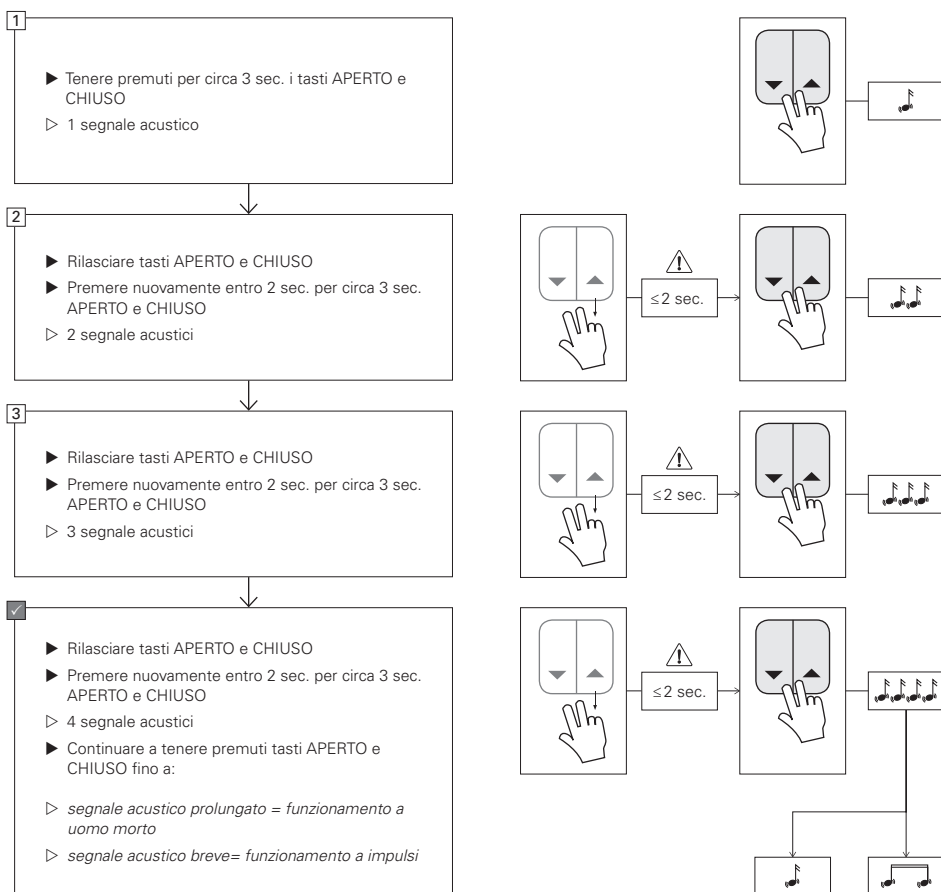 1
▶ Tenere premuti per circa 3 sec. i tasti APERTO e
CHIUSO
▷ 1 segnale acustico
2
▶ Rilasciare tasti APERTO e CHIUSO
▶ Premere nuovamente entro 2 sec. per circa 3 sec.
APERTO e CHIUSO
▷ 2 segnale acustici
≤2 sec.
3
▶ Rilasciare tasti APERTO e CHIUSO
▶ Premere nuovamente entro 2 sec. per circa 3 sec.
APERTO e CHIUSO
▷ 3 segnale acustici
≤2 sec.
▶ Rilasciare tasti APERTO e CHIUSO
▶ Premere nuovamente entro 2 sec. per circa 3 sec.
APERTO e CHIUSO
▷ 4 segnale acustici
▶ Continuare a tenere premuti tasti APERTO e
CHIUSO fino a:
▷ segnale acustico prolungato = funzionamento a
uomo morto
▷ segnale acustico breve= funzionamento a impulsi
≤2 sec.